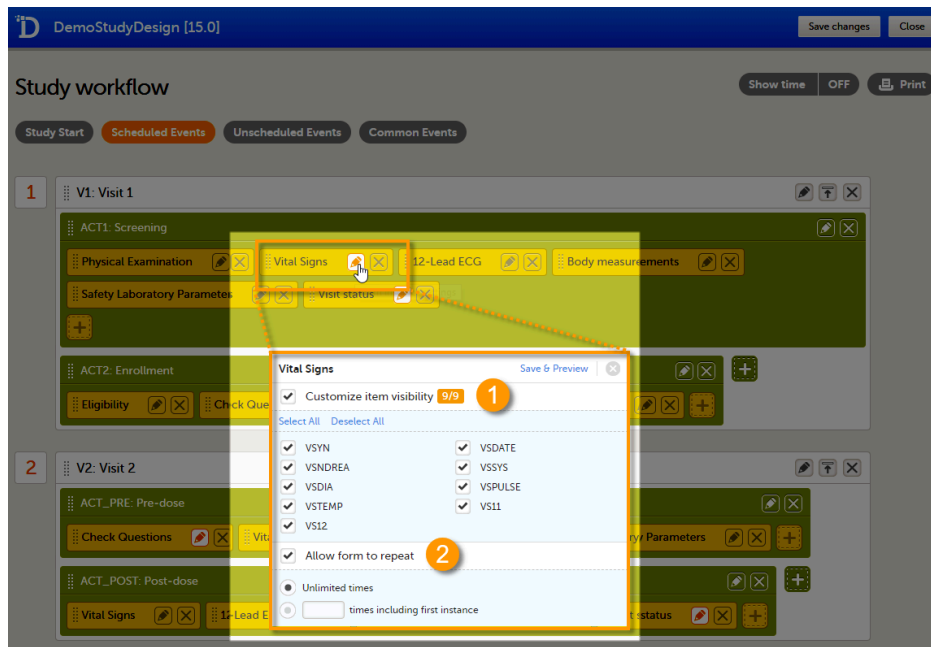 D DemoStudyDesign [15.0] Save changes Close
Study workflow Show time OFF Print
Study Start Scheduled Events Unscheduled Events Common Events
1 V1: Visit 1
ACT1: Screening
Physical Examination Vital Signs 12-Lead ECG Body measurements
Safety Laboratory Parameter Visit status
ACT2: Enrollment
Eligibility Check Que
Vital Signs Save & Preview
Customize item visibility 9/9 1
Select All Deselect All
VSYN VSDATE
VSNDREA VSSYS
VSDIA VSPULSE
VSTEMP VS11
VS12
Allow form to repeat 2
Unlimited times
times including first instance
2 V2: Visit 2
ACT_PRE: Pre-dose
Check Questions Vit ry Parameters
ACT_POST: Post-dose
Vital Signs 12-Lead E t status